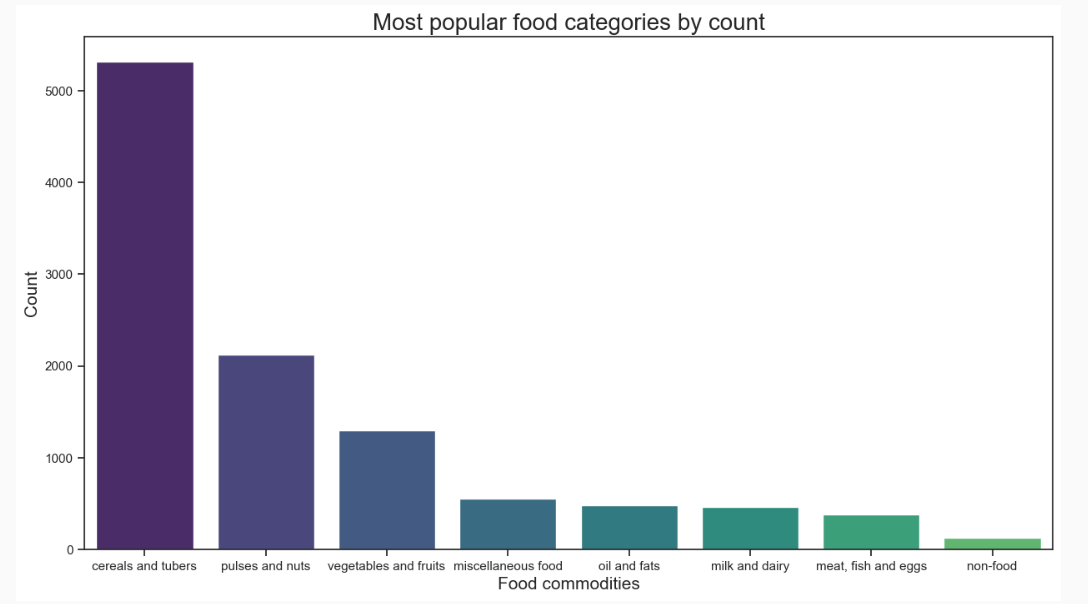 Most popular food categories by count
Count
5000
4000
3000
2000
1000
0
cereals and tubers pulses and nuts vegetables and fruits miscellaneous food oil and fats milk and dairy meat, fish and eggs non-food
Food commodities